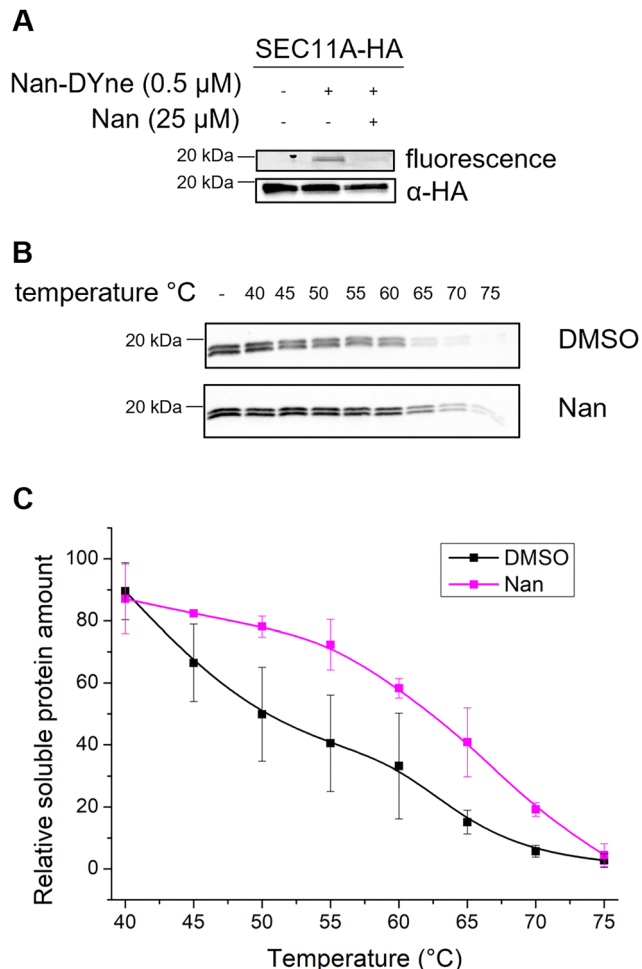 A
SEC11A-HA
Nan-DYne (0.5 µM) - + +
Nan (25 µM) - - +
20 kDa fluorescence
20 kDa α-HA
B
temperature °C - 40 45 50 55 60 65 70 75
20 kDa DMSO
20 kDa Nan
C
DMSO
Nan
Relative soluble protein amount
100
80
60
40
20
0
40 45 50 55 60 65 70 75
Temperature (°C)